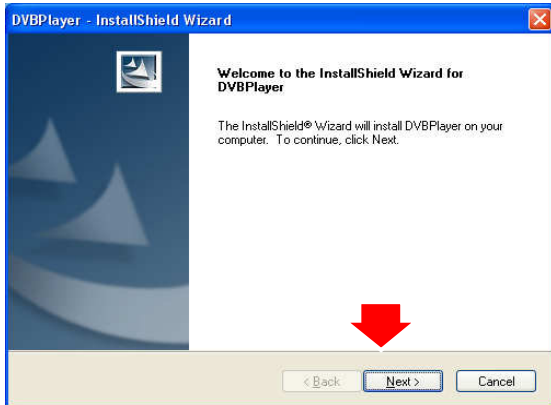 DVBPlayer - InstallShield Wizard
Welcome to the InstallShield Wizard for
DVBPlayer
The InstallShield® Wizard will install DVBPlayer on your
computer. To continue, click Next.
< Back
Next >
Cancel